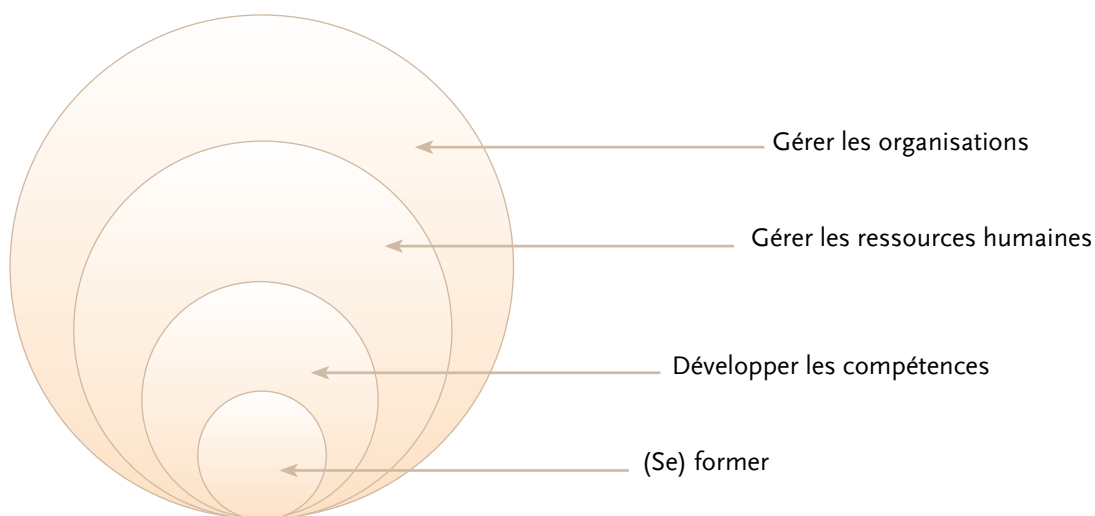 Gérer les organisations
Gérer les ressources humaines
Développer les compétences
(Se) former